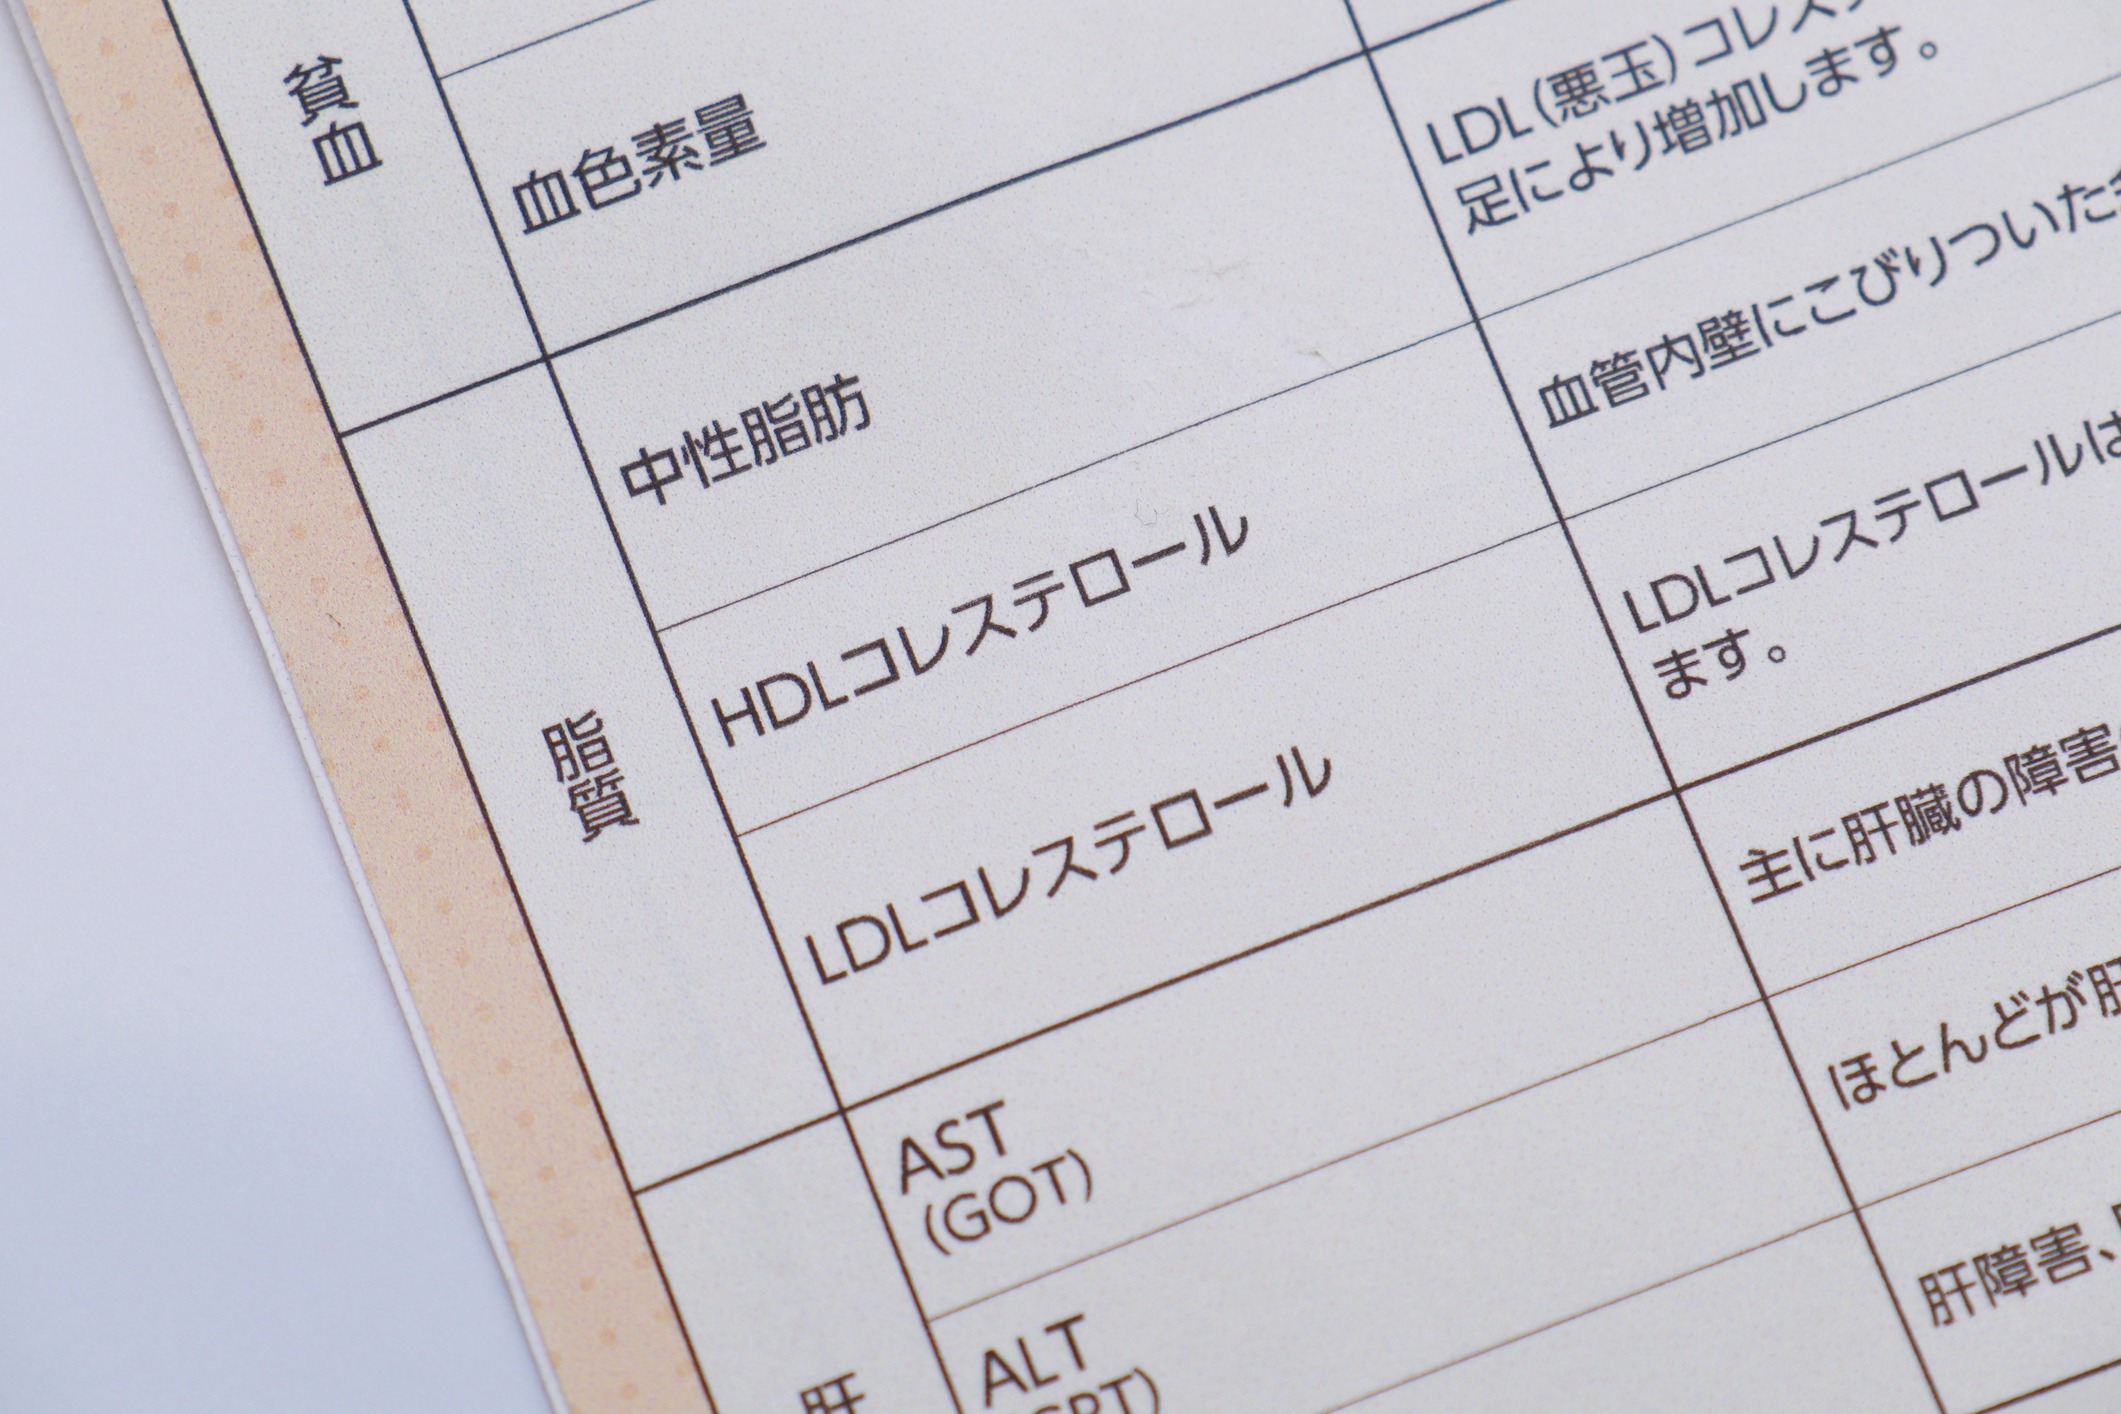 貧血
血色素量
LDL(悪玉)コレス
足により増加します。
脂質
中性脂肪
血管内壁にこびりついた
HDLコレステロール
LDLコレステロールは
ます。
LDLコレステロール
主に肝臓の障害
肝
AST
(GOT)
ほとんどが肝
ALT
肝障害、